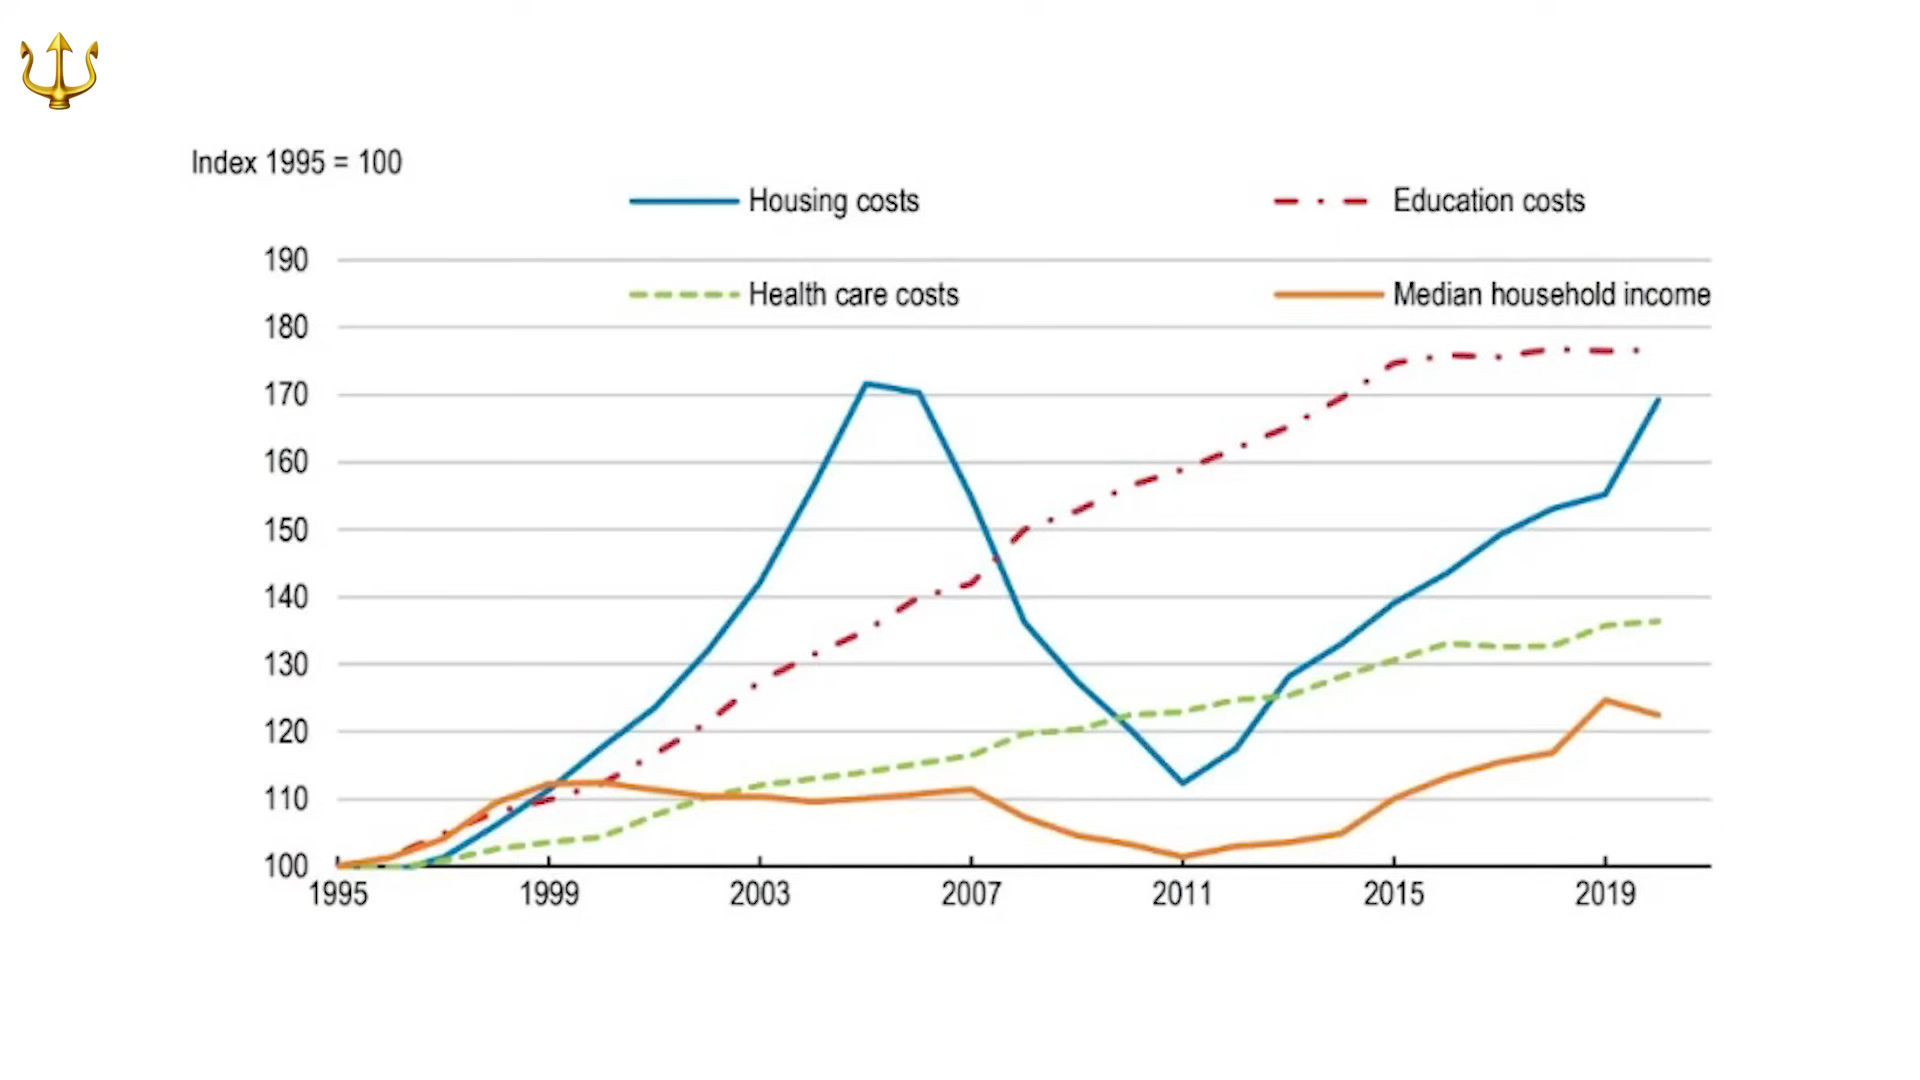 Index 1995 = 100
Housing costs
Education costs
Health care costs
Median household income
190
180
170
160
150
140
130
120
110
100
1995 1999 2003 2007 2011 2015 2019